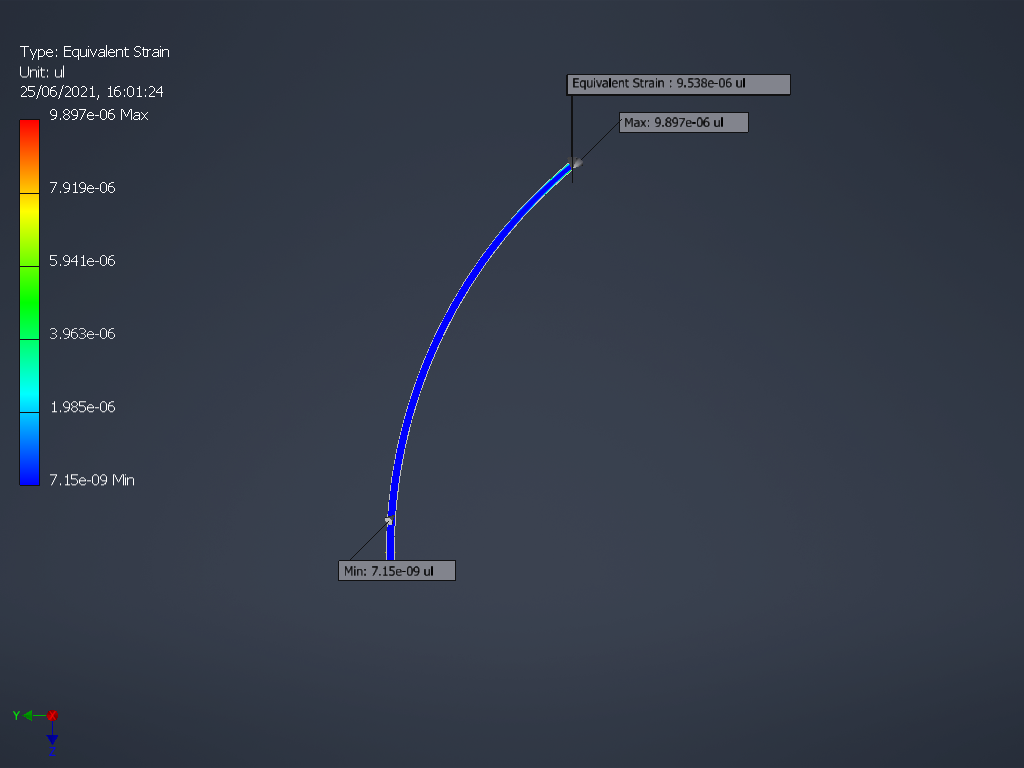 Type: Equivalent Strain
Unit: ul
25/06/2021, 16:01:24
9.897e-06 Max
7.919e-06
5.941e-06
3.963e-06
1.985e-06
7.15e-09 Min
Equivalent Strain : 9.538e-06 ul
Max: 9.897e-06 ul
Min: 7.15e-09 ul
Y
X
Z